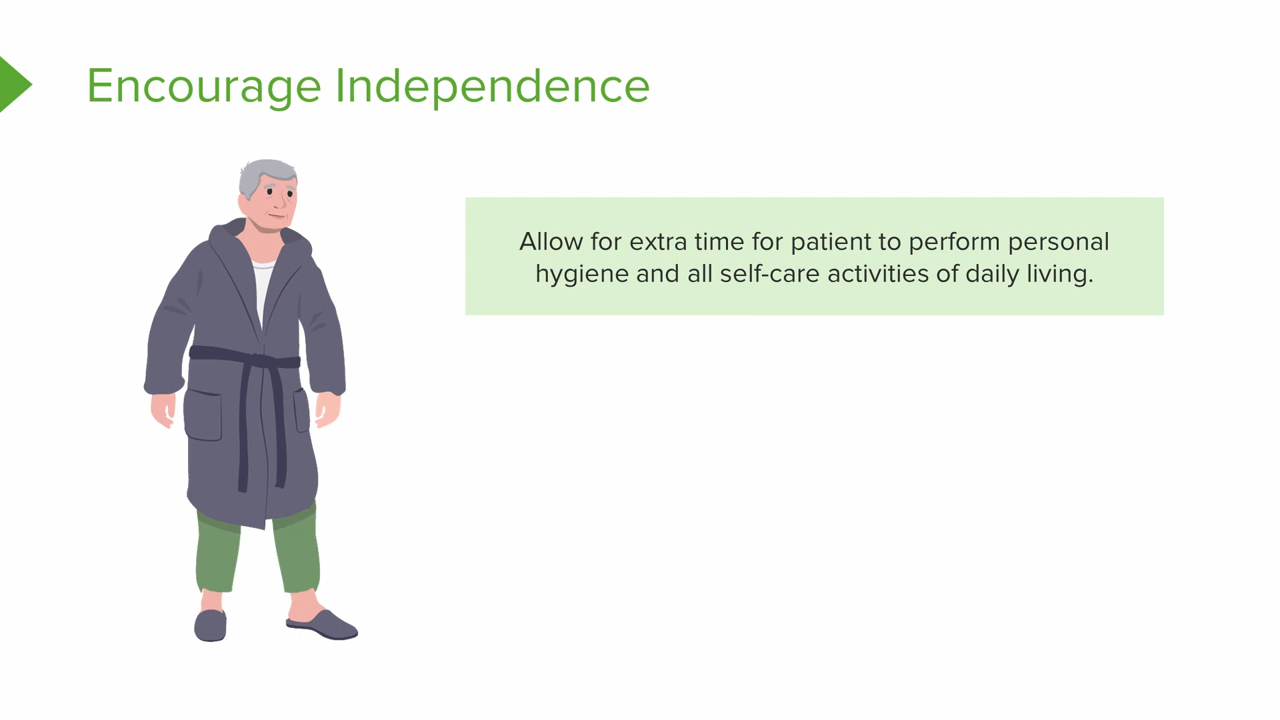 Encourage Independence
Allow for extra time for patient to perform personal
hygiene and all self-care activities of daily living.